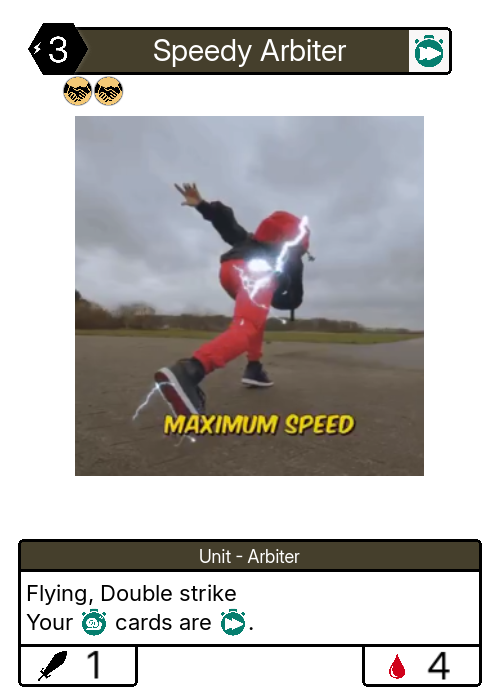 3
Speedy Arbiter
MAXIMUM SPEED
Unit - Arbiter
Flying, Double strike
Your cards are .
1
4